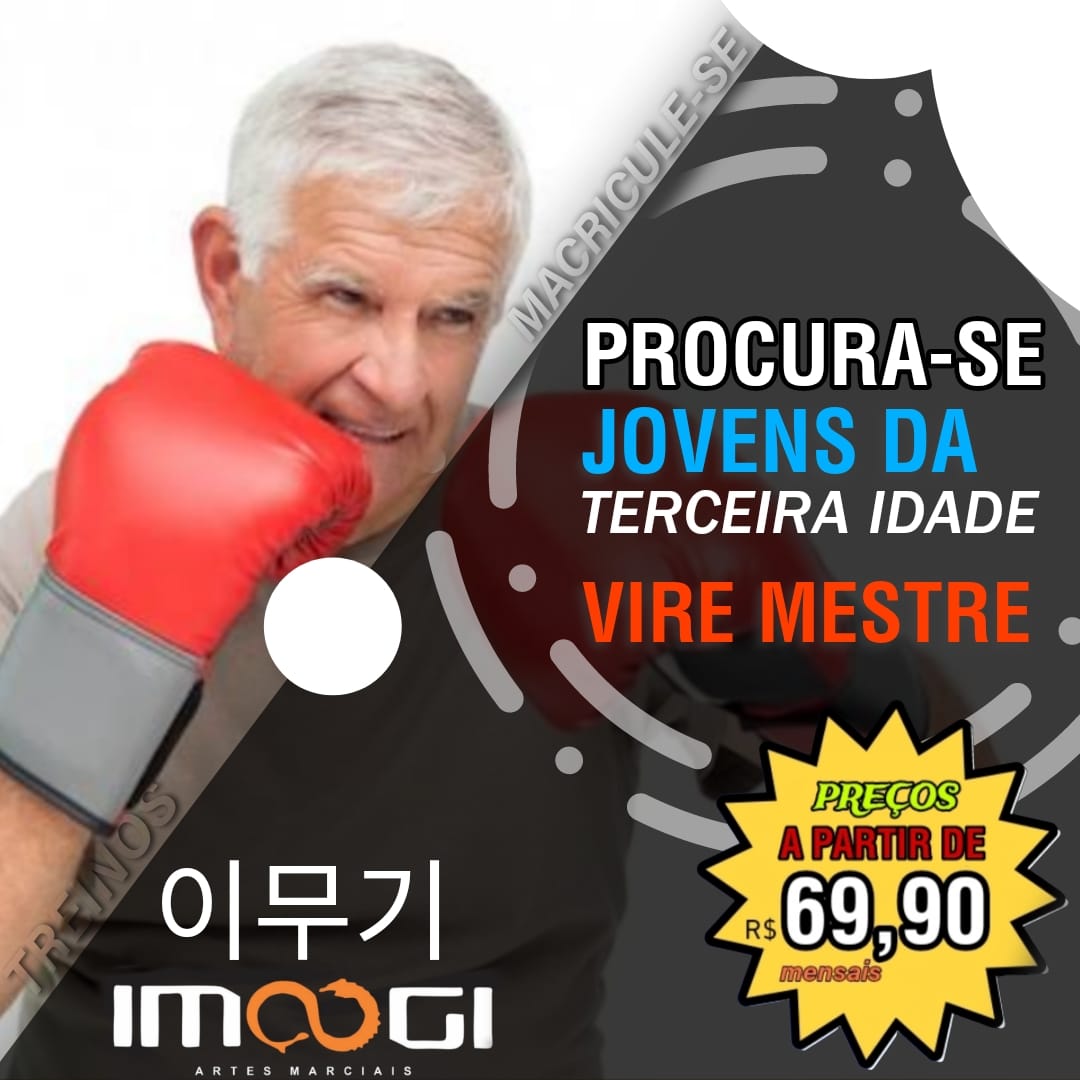 MACRICULE-SE
PROCURA-SE
JOVENS DA
TERCEIRA IDADE
VIRE MESTRE
PREÇOS
A PARTIR DE
R$ 69,90
mensais
TREINOS
이무기
IMOOGI
ARTES MARCIAIS